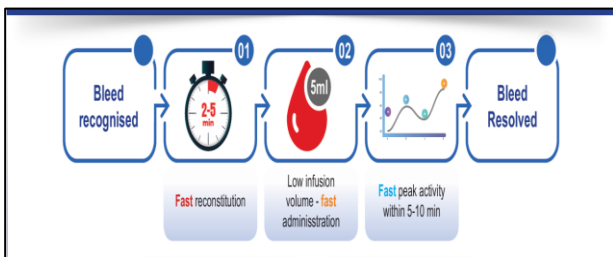 Bleed
recognised
01
2-5
min
Fast reconstitution
02
5ml
Low infusion
volume - fast
adminisstration
03
Fast peak activity
within 5-10 min
Bleed
Resolved